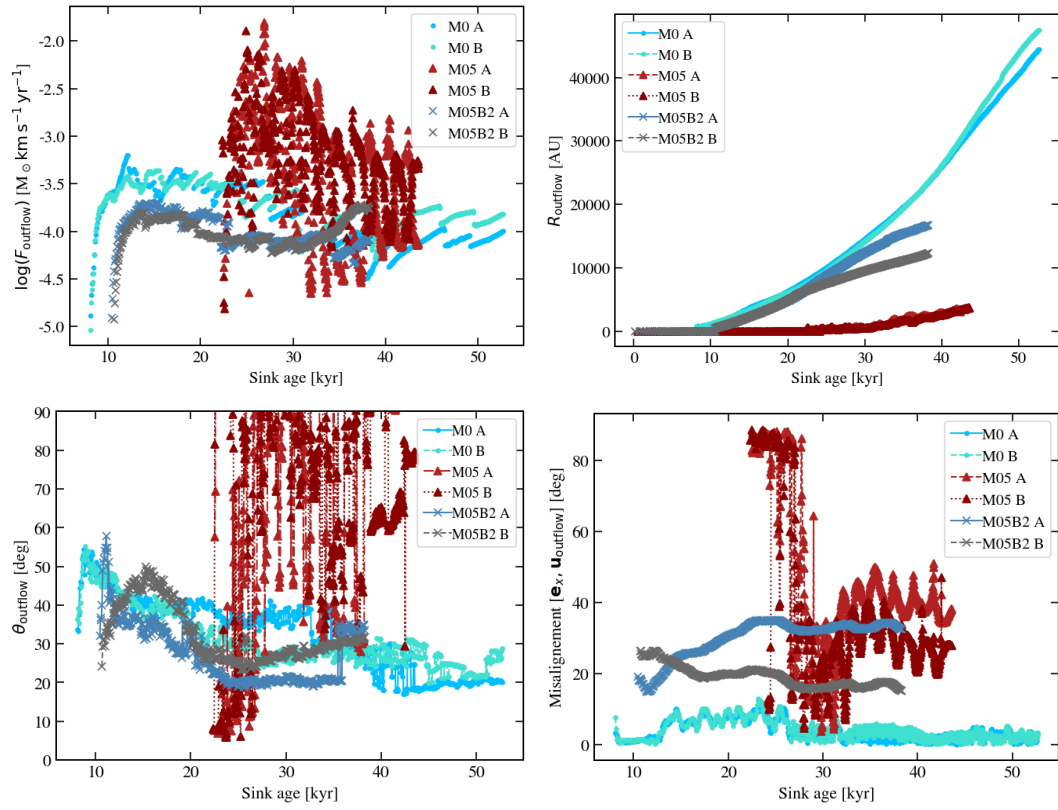 log(F_outflow) [M⊙ km s⁻¹ yr⁻¹]
-2.0
-2.5
-3.0
-3.5
-4.0
-4.5
-5.0
M0 A
M0 B
M05 A
M05 B
M05B2 A
M05B2 B
10
20
30
40
50
Sink age [kyr]
R_outflow [AU]
40000
30000
20000
10000
0
M0 A
M0 B
M05 A
M05 B
M05B2 A
M05B2 B
0
10
20
30
40
50
Sink age [kyr]
θ_outflow [deg]
90
80
70
60
50
40
30
20
10
0
M0 A
M0 B
M05 A
M05 B
M05B2 A
M05B2 B
10
20
30
40
50
Sink age [kyr]
Misalignement [e_x, u_outflow] [deg]
80
60
40
20
0
M0 A
M0 B
M05 A
M05 B
M05B2 A
M05B2 B
10
20
30
40
50
Sink age [kyr]